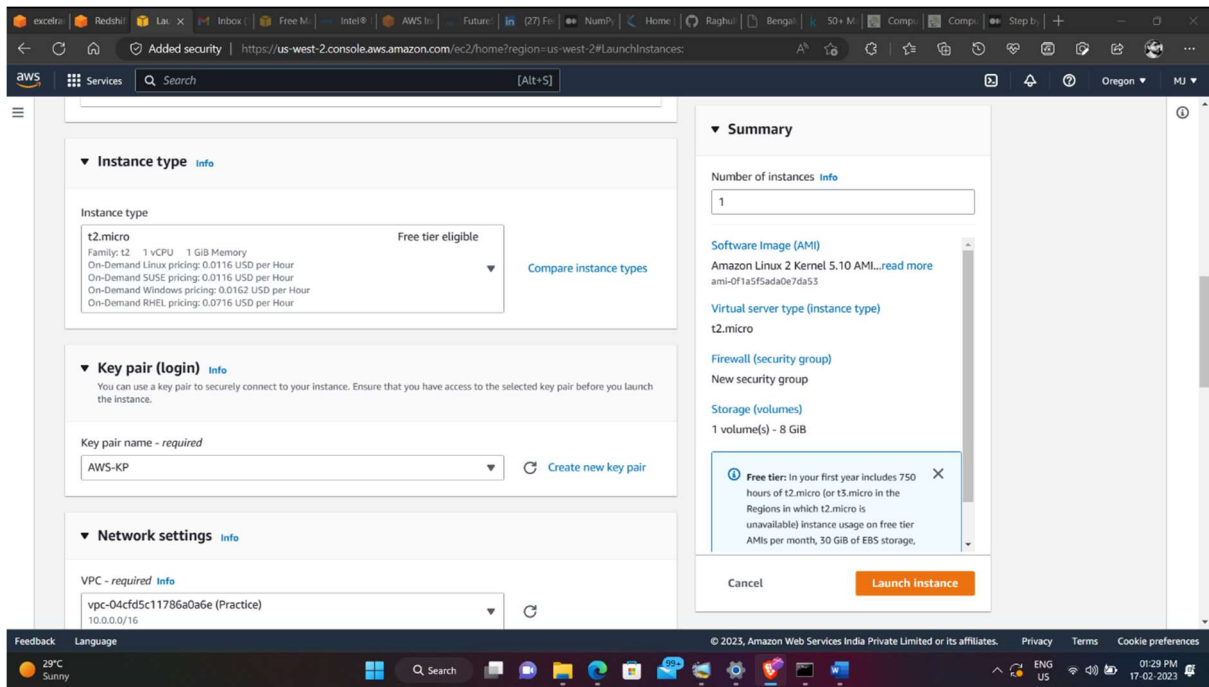 excelra
Redshift
Lau
Inbox (
Free M
Intel®
AWS In
Future
(27) Fe
NumPy
Home
Raghul
Bengal
50+ M
Compu
Compu
Step by
Added security
https://us-west-2.console.aws.amazon.com/ec2/home?region=us-west-2#LaunchInstances:
aws
Services
Search
[Alt+S]
Oregon
MJ
Instance type Info
Instance type
t2.micro Free tier eligible
Family: t2 1 vCPU 1 GiB Memory
On-Demand Linux pricing: 0.0116 USD per Hour
On-Demand SUSE pricing: 0.0116 USD per Hour
On-Demand Windows pricing: 0.0162 USD per Hour
On-Demand RHEL pricing: 0.0716 USD per Hour
Compare instance types
Key pair (login) Info
You can use a key pair to securely connect to your instance. Ensure that you have access to the selected key pair before you launch
the instance.
Key pair name - required
AWS-KP
Create new key pair
Network settings Info
VPC - required Info
vpc-04cfd5c11786a0a6e (Practice)
10.0.0.0/16
Summary
Number of instances Info
1
Software Image (AMI)
Amazon Linux 2 Kernel 5.10 AMI...read more
ami-0f1a5f5ada0e7da53
Virtual server type (instance type)
t2.micro
Firewall (security group)
New security group
Storage (volumes)
1 volume(s) - 8 GiB
Free tier: In your first year includes 750
hours of t2.micro (or t3.micro in the
Regions in which t2.micro is
unavailable) instance usage on free tier
AMIs per month, 30 GiB of EBS storage,
Cancel
Launch instance
Feedback Language
© 2023, Amazon Web Services India Private Limited or its affiliates. Privacy Terms Cookie preferences
29°C
Sunny
Search
99+
ENG
US
01:29 PM
17-02-2023